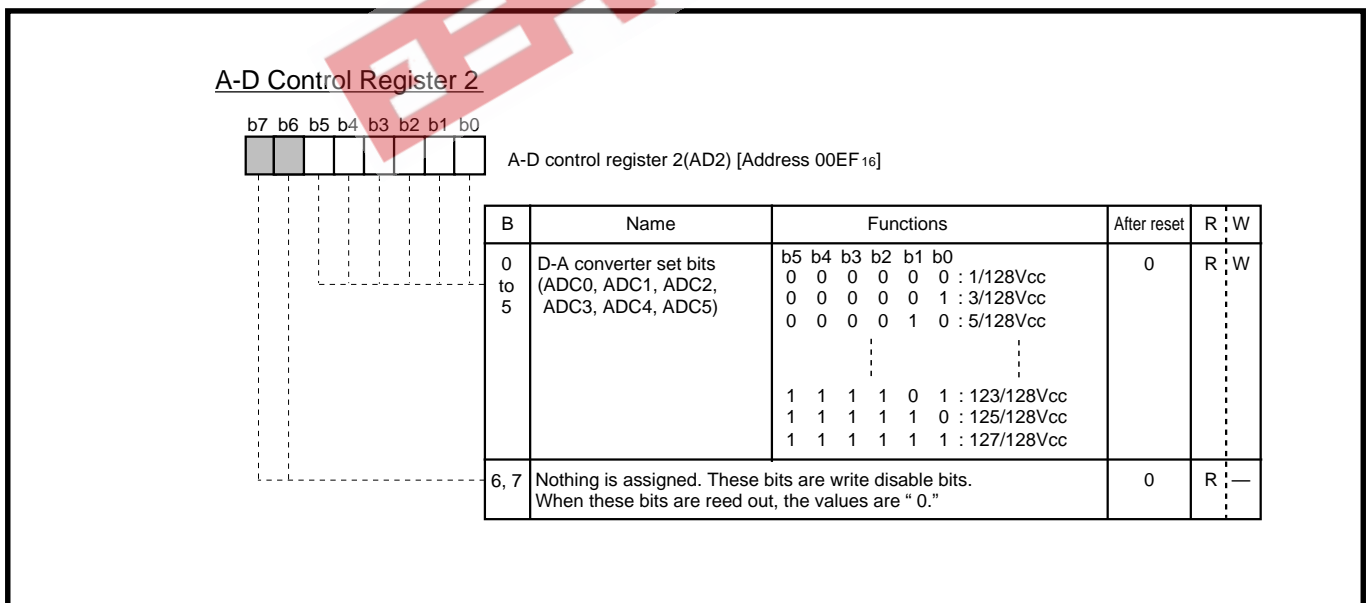 A-D Control Register 2
b7 b6 b5 b4 b3 b2 b1 b0
A-D control register 2(AD2) [Address 00EF16]
B Name Functions After reset R W
0 to 5 D-A converter set bits (ADC0, ADC1, ADC2, ADC3, ADC4, ADC5) 0 R W
b5 b4 b3 b2 b1 b0
0 0 0 0 0 0 : 1/128Vcc
0 0 0 0 0 1 : 3/128Vcc
0 0 0 0 1 0 : 5/128Vcc
1 1 1 1 0 1 : 123/128Vcc
1 1 1 1 1 0 : 125/128Vcc
1 1 1 1 1 1 : 127/128Vcc
6, 7 Nothing is assigned. These bits are write disable bits. 0 R —
When these bits are reed out, the values are “ 0.”